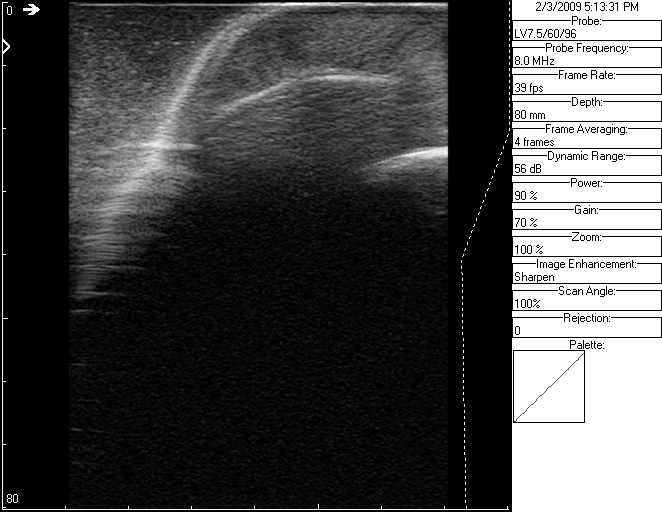 0
80
2/3/2009 5:13:31 PM
Probe:
LV7.5/60/96
Probe Frequency:
8.0 MHz
Frame Rate:
39 fps
Depth:
80 mm
Frame Averaging:
4 frames
Dynamic Range:
56 dB
Power:
90 %
Gain:
70 %
Zoom:
100 %
Image Enhancement:
Sharpen
Scan Angle:
100%
Rejection:
0
Palette: